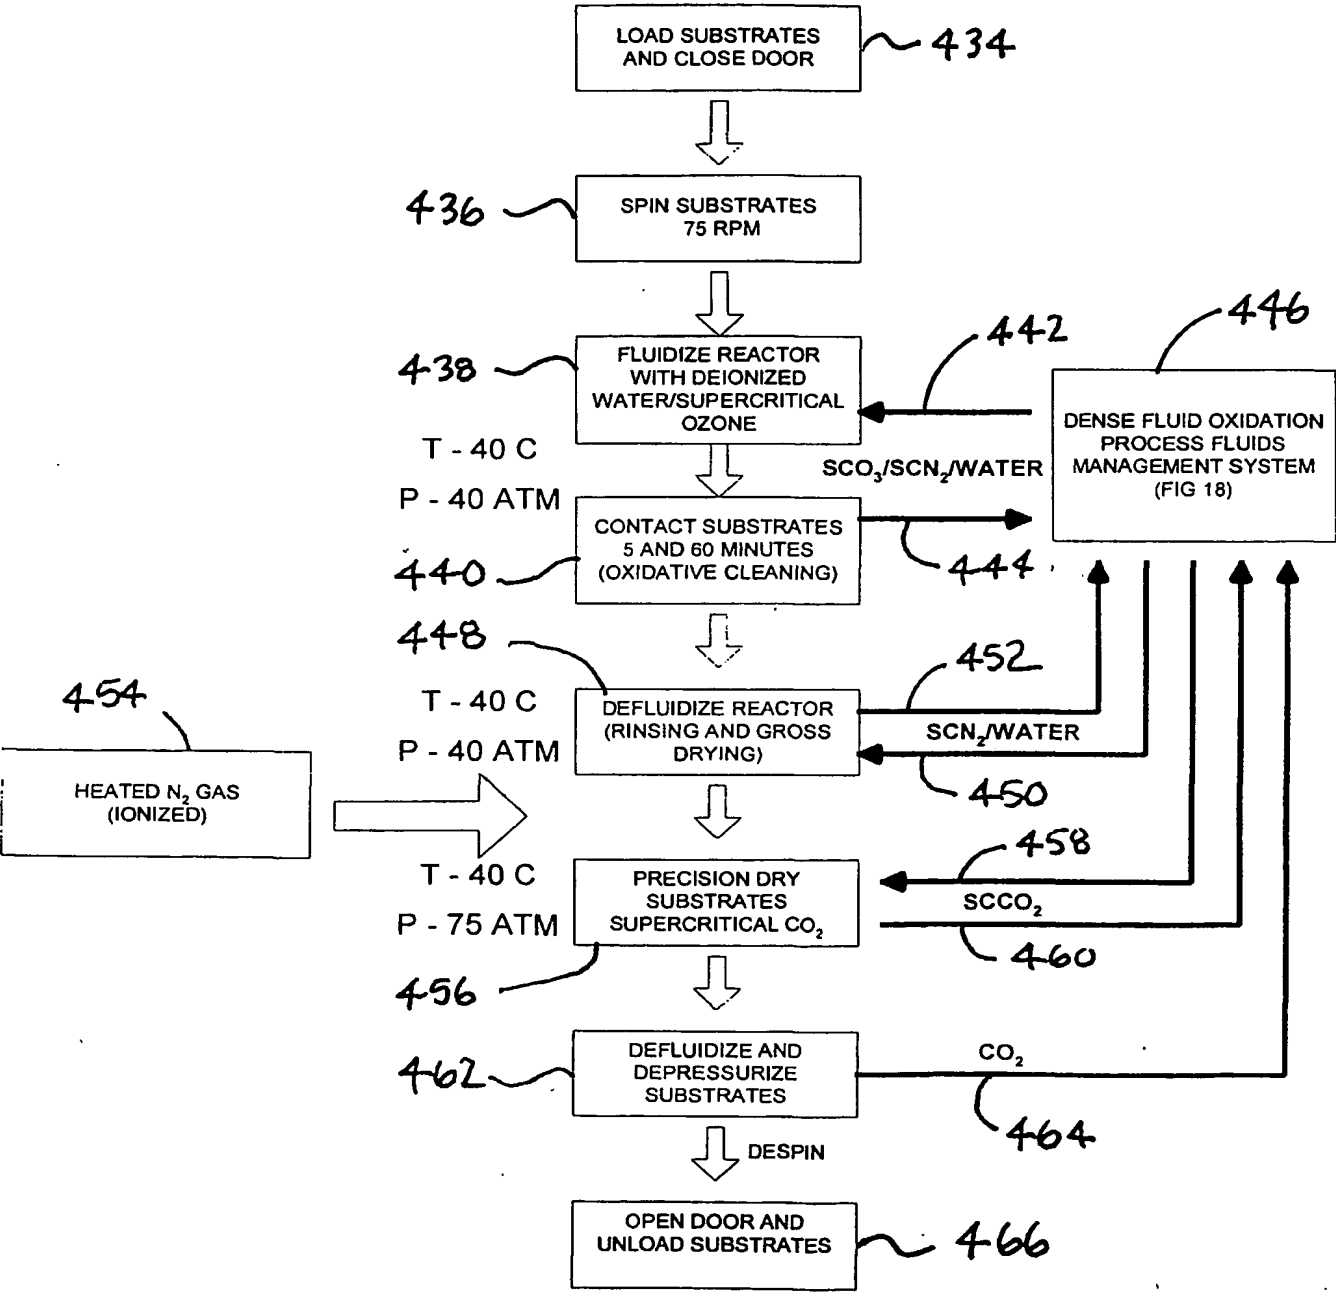 LOAD SUBSTRATES
AND CLOSE DOOR
434
436
SPIN SUBSTRATES
75 RPM
438
FLUIDIZE REACTOR
WITH DEIONIZED
WATER/SUPERCRITICAL
OZONE
442
446
DENSE FLUID OXIDATION
PROCESS FLUIDS
MANAGEMENT SYSTEM
(FIG 18)
T - 40 C
P - 40 ATM
SCO₃/SCN₂/WATER
440
CONTACT SUBSTRATES
5 AND 60 MINUTES
(OXIDATIVE CLEANING)
444
448
T - 40 C
P - 40 ATM
DEFLUIDIZE REACTOR
(RINSING AND GROSS
DRYING)
452
SCN₂/WATER
450
454
HEATED N₂ GAS
(IONIZED)
T - 40 C
P - 75 ATM
PRECISION DRY
SUBSTRATES
SUPERCRITICAL CO₂
458
SCCO₂
460
456
462
DEFLUIDIZE AND
DEPRESSURIZE
SUBSTRATES
CO₂
464
DESPIN
OPEN DOOR AND
UNLOAD SUBSTRATES
466